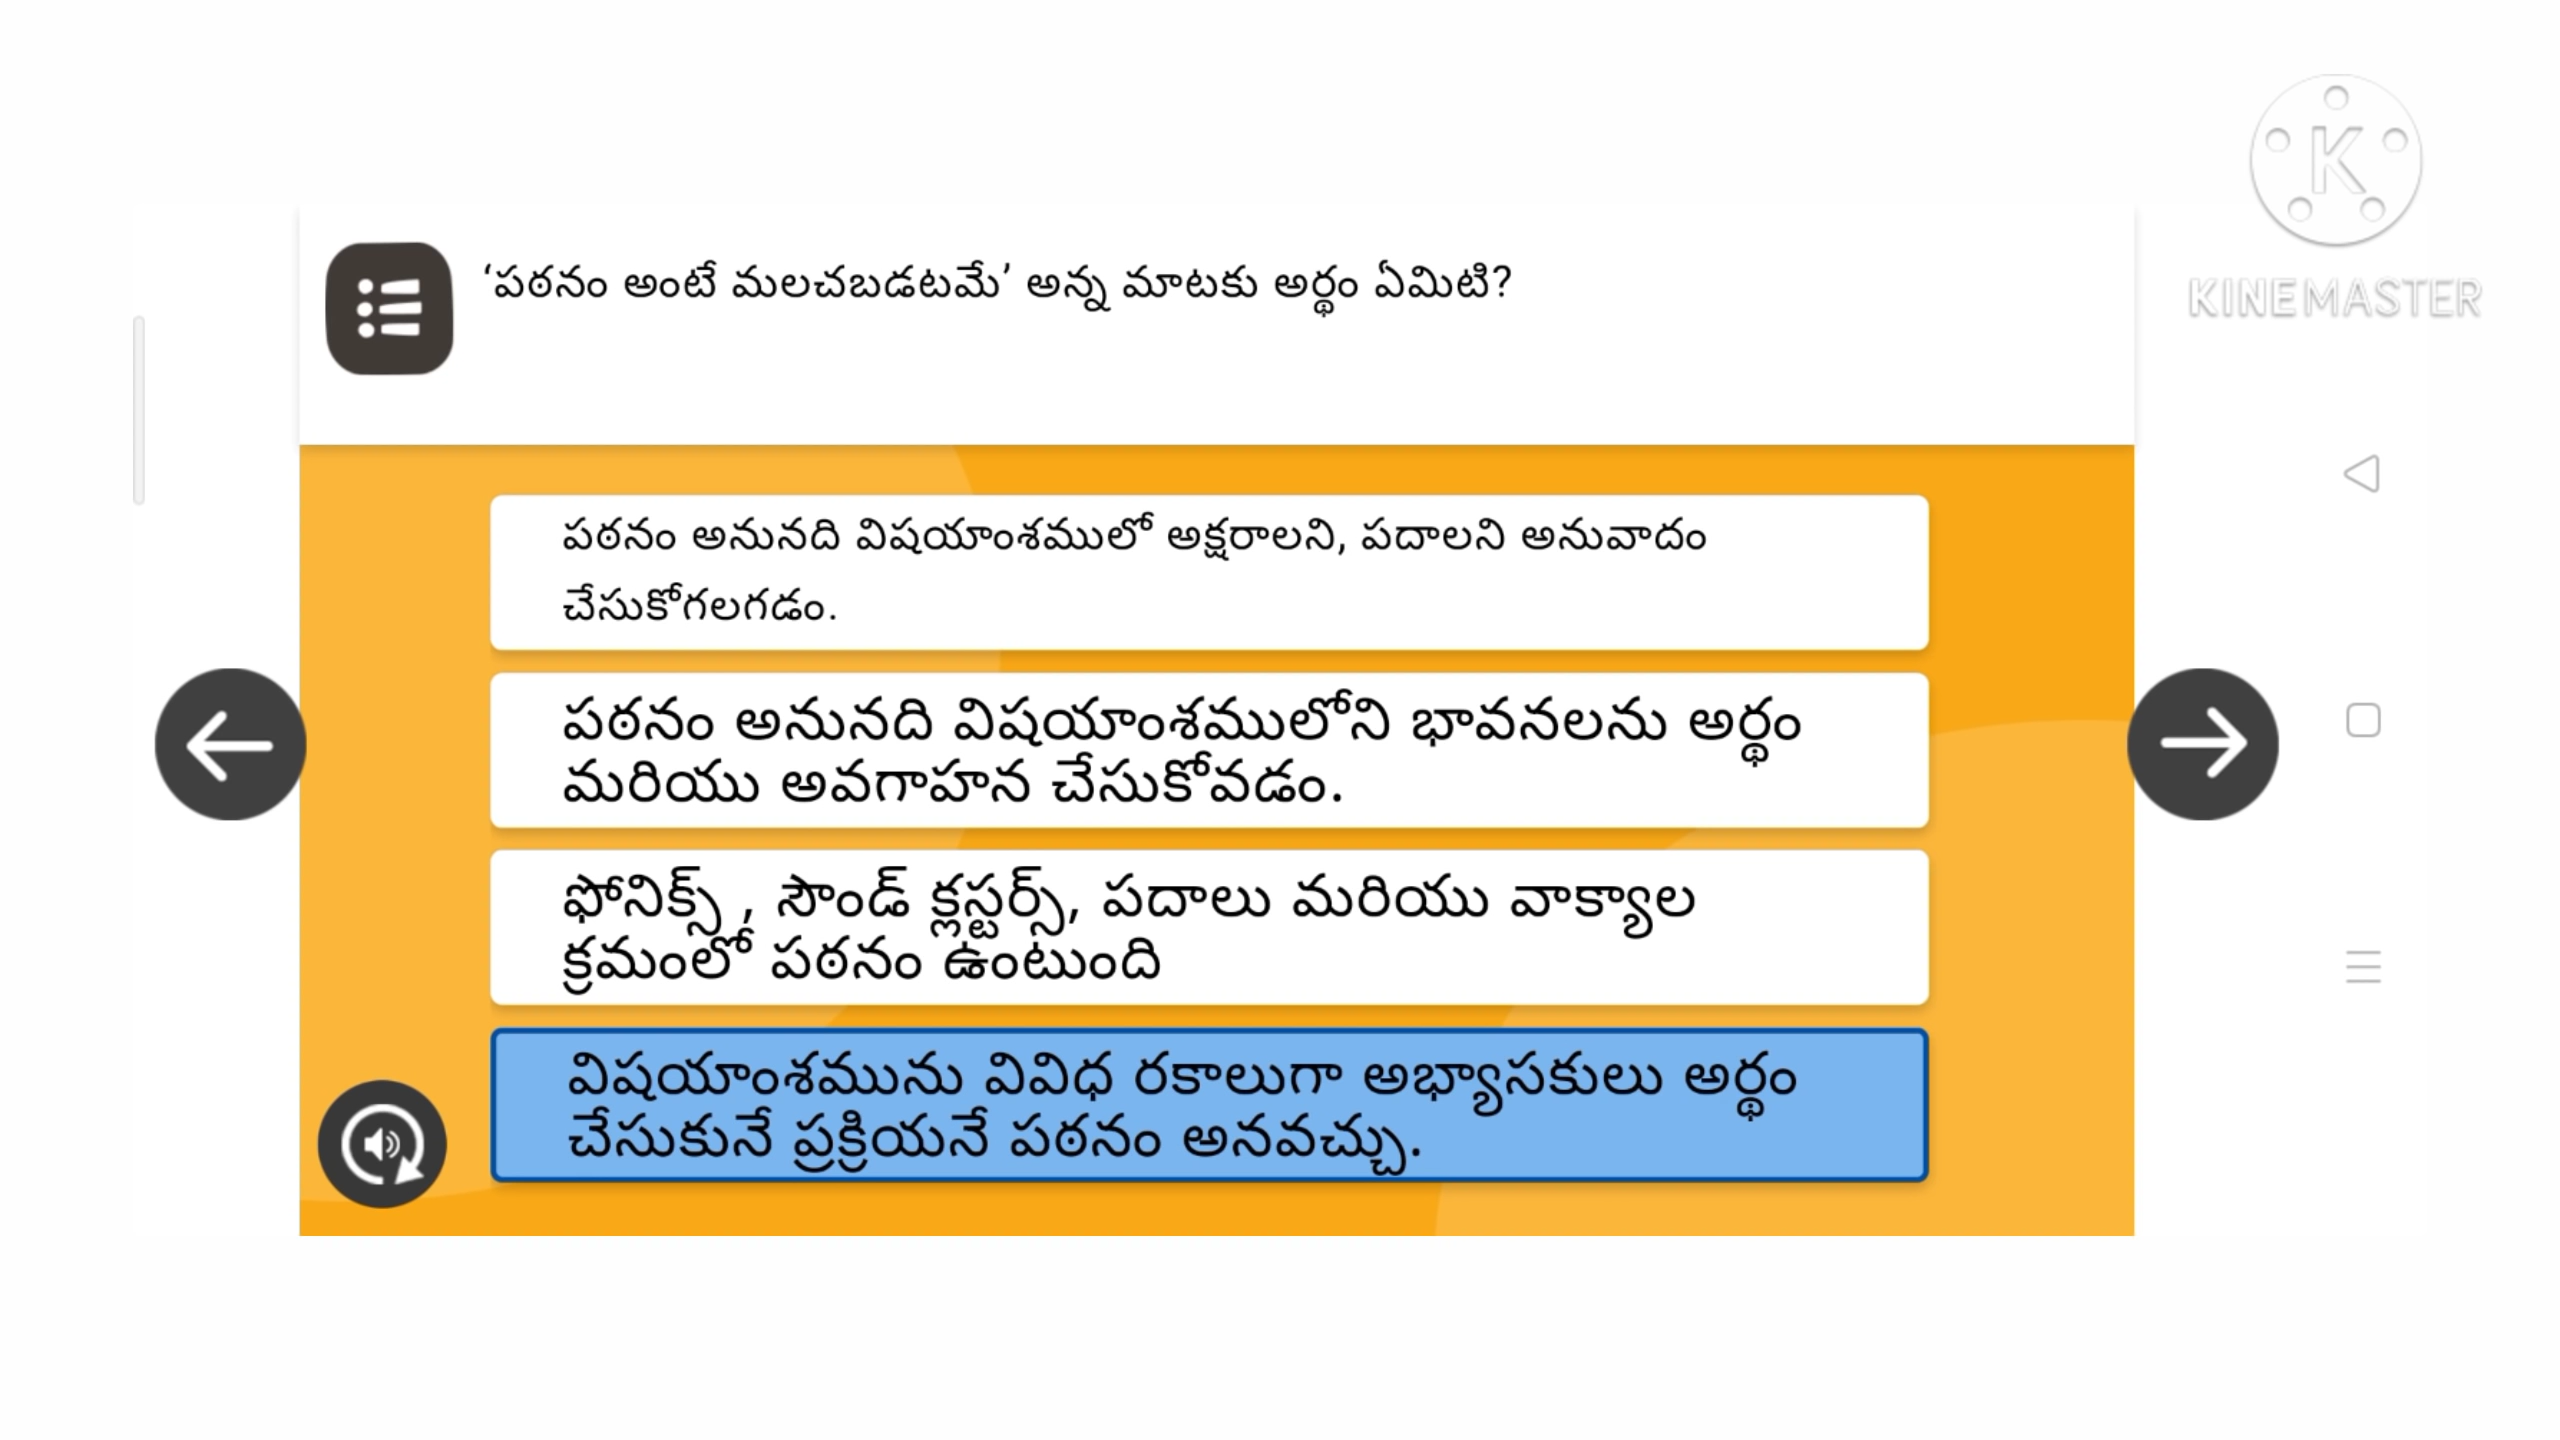 ‘పఠనం అంటే మలచబడటమే’ అన్న మాటకు అర్థం ఏమిటి?
పఠనం అనునది విషయాంశములో అక్షరాలని, పదాలని అనువాదం
చేసుకోగలగడం.
పఠనం అనునది విషయాంశములోని భావనలను అర్థం
మరియు అవగాహన చేసుకోవడం.
ఫోనిక్స్ , సౌండ్ క్లస్టర్స్, పదాలు మరియు వాక్యాల
క్రమంలో పఠనం ఉంటుంది
విషయాంశమును వివిధ రకాలుగా అభ్యాసకులు అర్థం
చేసుకునే ప్రక్రియనే పఠనం అనవచ్చు.
K
KINEMASTER